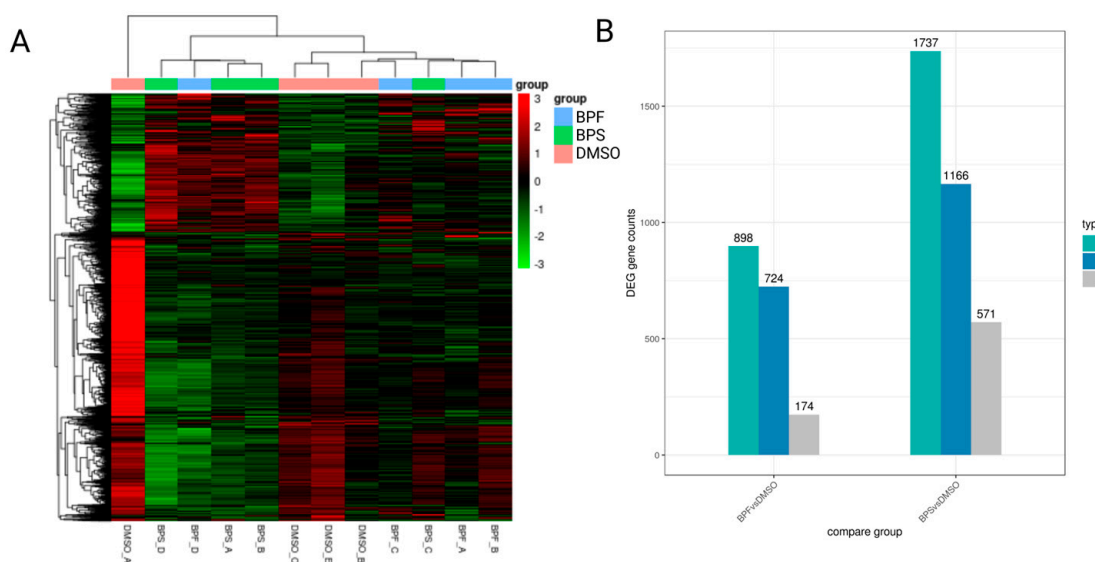 A
group
3
2
1
0
-1
-2
-3
group
BPF
BPS
DMSO
DMSO_A
BPS_D
BPF_D
BPS_A
BPS_B
DMSO_C
DMSO_E
DMSO_B
BPF_C
BPS_C
BPF_A
BPF_B
B
DEG gene counts
1500
1000
500
0
898
724
174
1737
1166
571
BPFvsDMSO
BPSvsDMSO
compare group
typ